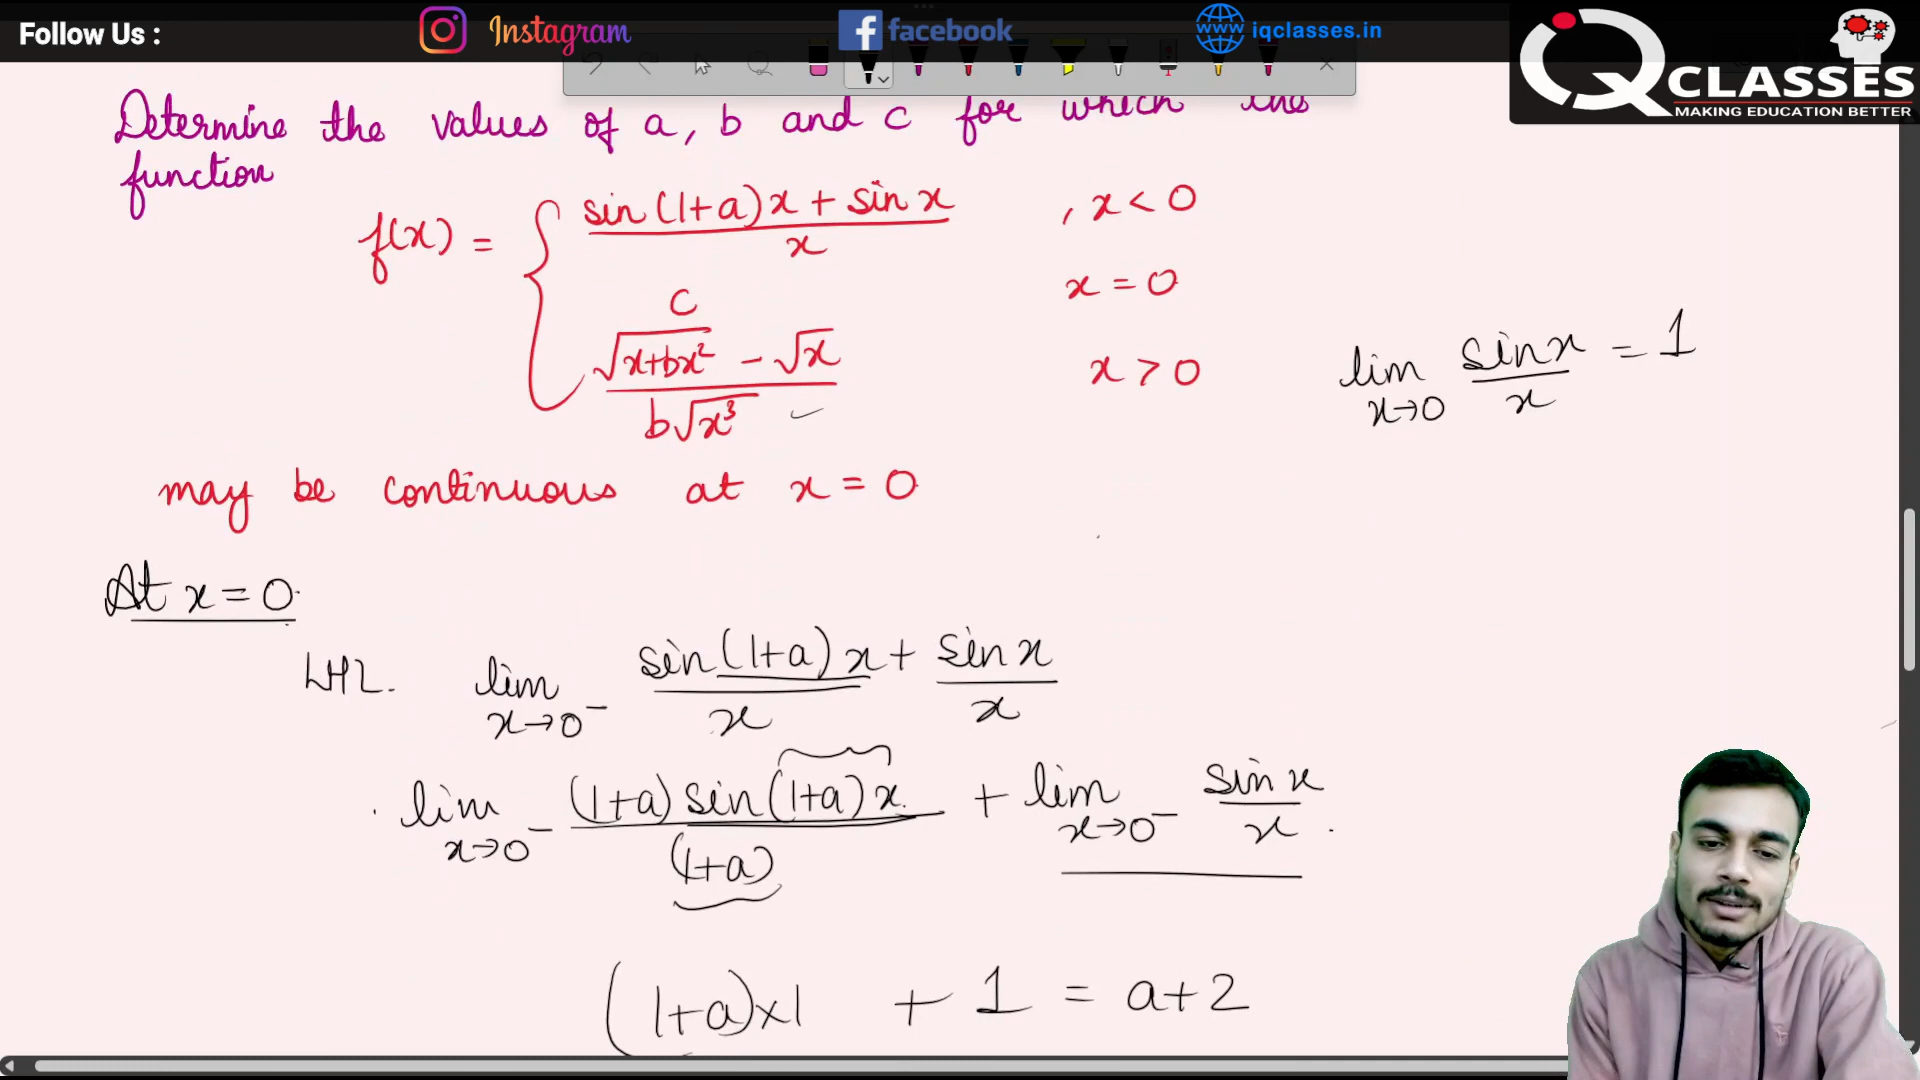 Follow Us :
Instagram
facebook
iqclasses.in
IQ CLASSES
MAKING EDUCATION BETTER
Determine the values of a, b and c for which the
function
f(x) = { sin(1+a)x + sin x / x , x < 0
c x = 0
√(x+bx²) - √x / b√x³ x > 0
lim x→0 sinx / x = 1
may be continuous at x = 0
At x = 0
LHL. lim x→0⁻ sin(1+a)x / x + sin x / x
lim x→0⁻ (1+a) sin(1+a)x / (1+a) + lim x→0⁻ sin x / x
(1+a)×1 + 1 = a+2